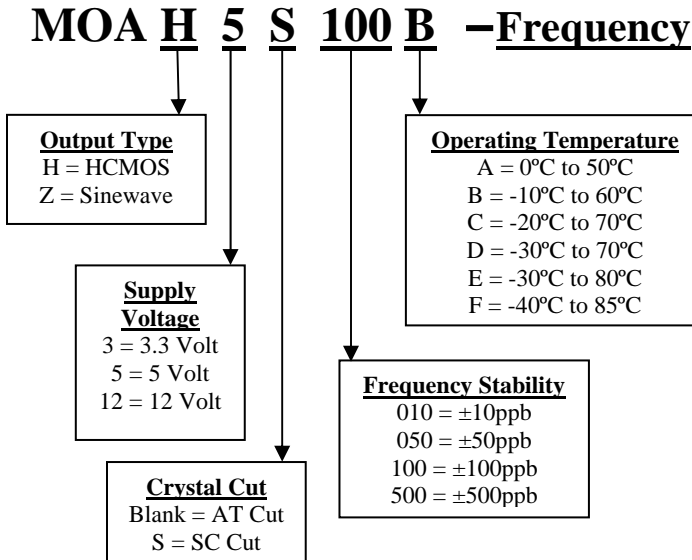 MOA H 5 S 100 B –Frequency
Output Type
H = HCMOS
Z = Sinewave
Operating Temperature
A = 0ºC to 50ºC
B = -10ºC to 60ºC
C = -20ºC to 70ºC
D = -30ºC to 70ºC
E = -30ºC to 80ºC
F = -40ºC to 85ºC
Supply
Voltage
3 = 3.3 Volt
5 = 5 Volt
12 = 12 Volt
Frequency Stability
010 = ±10ppb
050 = ±50ppb
100 = ±100ppb
500 = ±500ppb
Crystal Cut
Blank = AT Cut
S = SC Cut